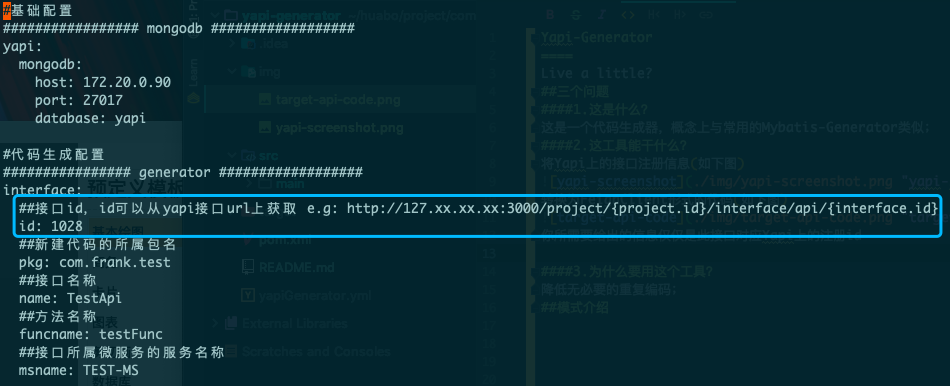 #基础配置
################# mongodb ##################
yapi:
mongodb:
host: 172.20.0.90
port: 27017
database: yapi
#代码生成配置
################ generator ##################
interface:
##接口id, id可以从yapi接口url上获取 e.g: http://127.xx.xx.xx:3000/project/{project.id}/interface/api/{interface.id}
id: 1028
##新建代码的所属包名
pkg: com.frank.test
##接口名称
name: TestApi
##方法名称
funcname: testFunc
##接口所属微服务的服务名称
msname: TEST-MS
yapi-generator ~/huabo/project/com
.idea
img
target-api-code.png
yapi-screenshot.png
src
main
README.md
yapiGenerator.yml
External Libraries
Scratches and Consoles
Learn
Yapi-Generator
Live a little?
##三个问题
####1.这是什么?
这是一个代码生成器, 概念上与常用的Mybatis-Generator类似;
####2.这工具能干什么?
将Yapi上的接口注册信息(如下图)
####3.为什么要用这个工具?
降低无必要的重复编码;
##模式介绍